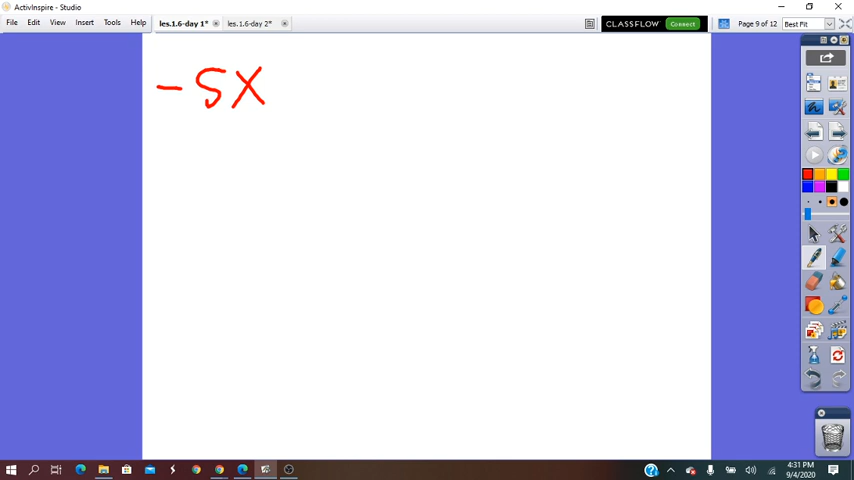 ActivInspire - Studio
File Edit View Insert Tools Help
les.1.6-day 1*
les.1.6-day 2*
CLASSFLOW Connect
Page 9 of 12
Best Fit
- 5X
4:31 PM
9/4/2020